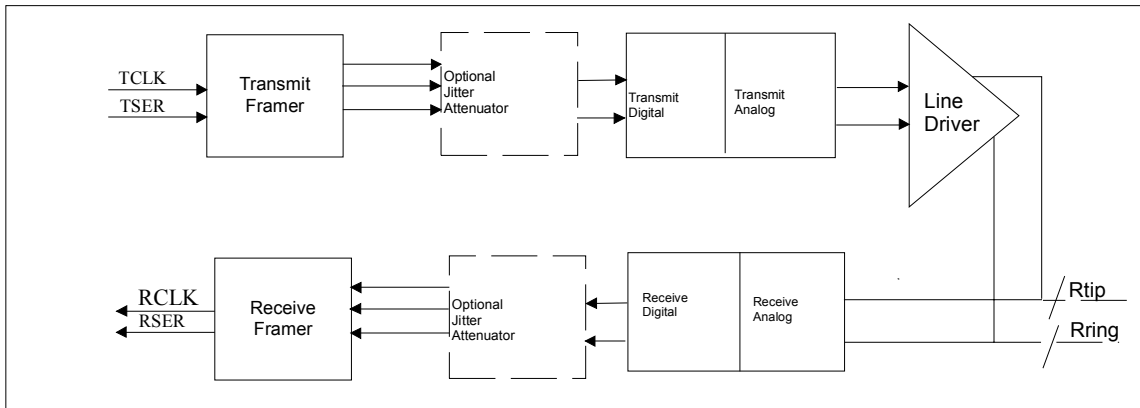 TCLK
TSER
Transmit
Framer
Optional
Jitter
Attenuator
Transmit
Digital
Transmit
Analog
Line
Driver
RCLK
RSER
Receive
Framer
Optional
Jitter
Attenuator
Receive
Digital
Receive
Analog
Rtip
Rring